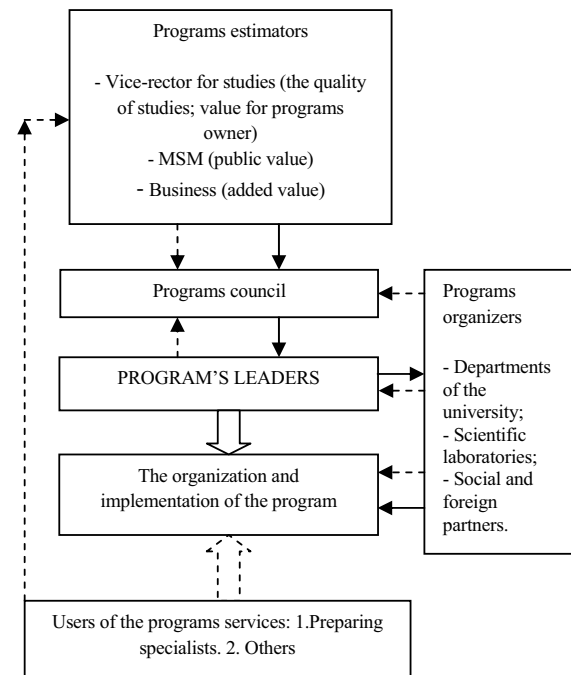 Programs estimators
- Vice-rector for studies (the quality
of studies; value for programs
owner)
- MSM (public value)
- Business (added value)
Programs council
PROGRAM’S LEADERS
The organization and
implementation of the program
Programs
organizers
- Departments
of the
university;
- Scientific
laboratories;
- Social and
foreign
partners.
Users of the programs services: 1.Preparing
specialists. 2. Others